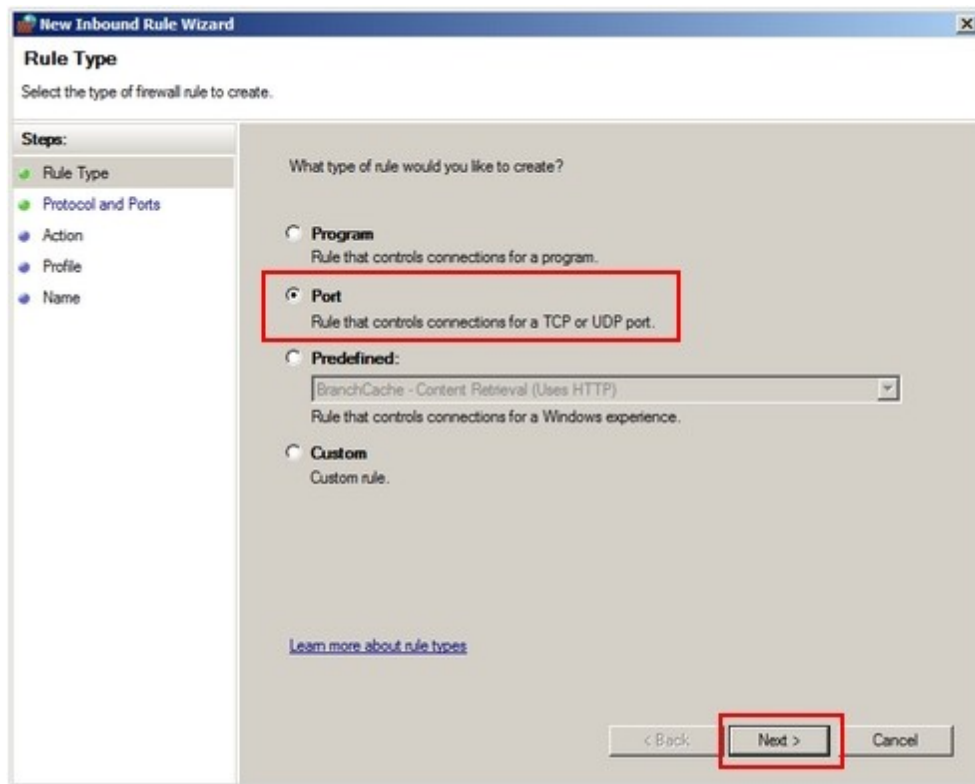 New Inbound Rule Wizard
Rule Type
Select the type of firewall rule to create.
Steps:
Rule Type
Protocol and Ports
Action
Profile
Name
What type of rule would you like to create?
Program
Rule that controls connections for a program.
Port
Rule that controls connections for a TCP or UDP port.
Predefined:
BranchCache - Content Retrieval (Uses HTTP)
Rule that controls connections for a Windows experience.
Custom
Custom rule.
Learn more about rule types
< Back
Next >
Cancel